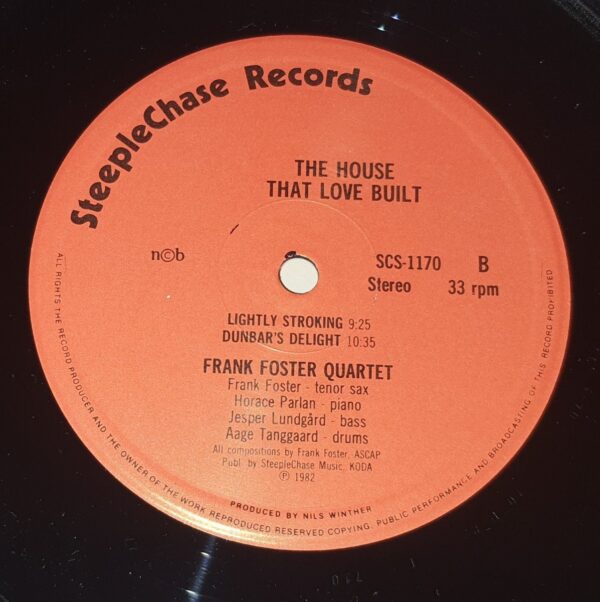 SteepleChase Records
THE HOUSE
THAT LOVE BUILT
n©b
SCS-1170 B
Stereo 33 rpm
LIGHTLY STROKING 9:25
DUNBAR'S DELIGHT 10.35
FRANK FOSTER QUARTET
Frank Foster - tenor sax
Horace Parlan - piano
Jesper Lundgård - bass
Aage Tanggaard - drums
All compositions by Frank Foster, ASCAP
Publ. by SteepleChase Music, KODA
℗ 1982
PRODUCED BY NILS WINTHER
ALL RIGHTS THE RECORD PRODUCER AND THE OWNER OF THE WORK REPRODUCED RESERVED COPYING, PUBLIC PERFORMANCE AND BROADCASTING OF THIS RECORD PROHIBITED